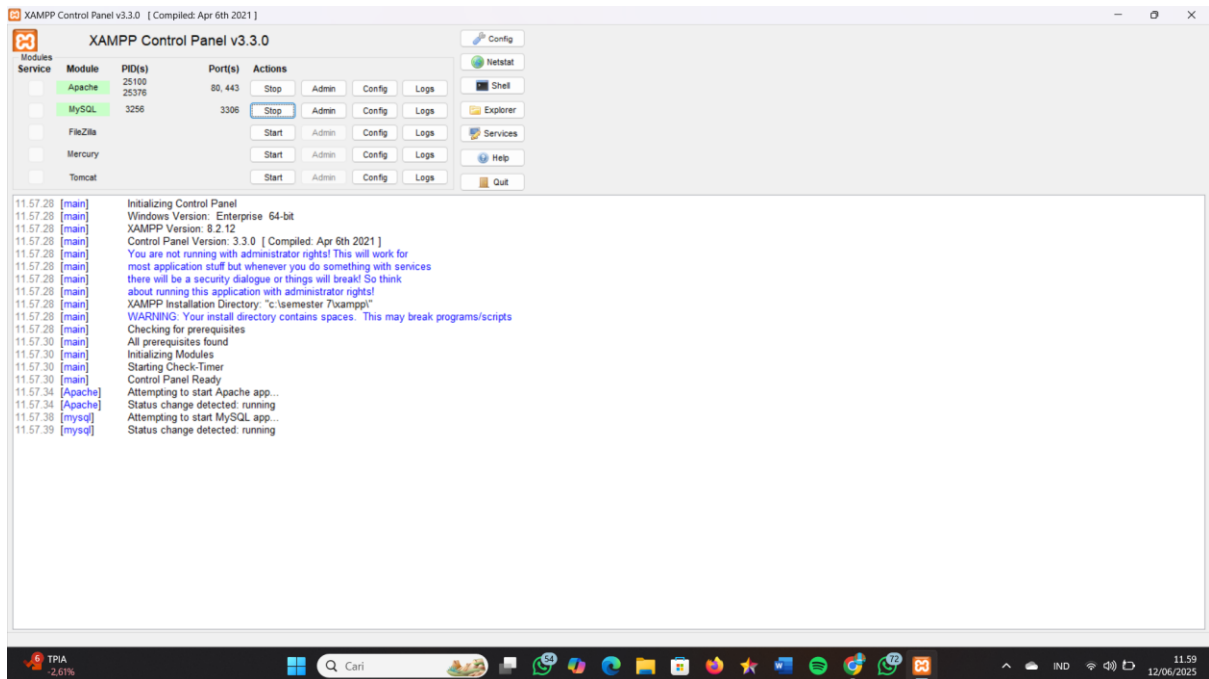 XAMPP Control Panel v3.3.0 [ Compiled: Apr 6th 2021 ]
XAMPP Control Panel v3.3.0
Config
Modules
Service Module PID(s) Port(s) Actions
Netstat
Apache 25100 25376 80, 443 Stop Admin Config Logs
Shell
MySQL 3256 3306 Stop Admin Config Logs
Explorer
FileZilla Start Admin Config Logs
Services
Mercury Start Admin Config Logs
Help
Tomcat Start Admin Config Logs
Quit
11.57.28 [main] Initializing Control Panel
11.57.28 [main] Windows Version: Enterprise 64-bit
11.57.28 [main] XAMPP Version: 8.2.12
11.57.28 [main] Control Panel Version: 3.3.0 [ Compiled: Apr 6th 2021 ]
11.57.28 [main] You are not running with administrator rights! This will work for
11.57.28 [main] most application stuff but whenever you do something with services
11.57.28 [main] there will be a security dialogue or things will break! So think
11.57.28 [main] about running this application with administrator rights!
11.57.28 [main] XAMPP Installation Directory: "c:\semester 7\xampp\"
11.57.28 [main] WARNING: Your install directory contains spaces. This may break programs/scripts
11.57.28 [main] Checking for prerequisites
11.57.30 [main] All prerequisites found
11.57.30 [main] Initializing Modules
11.57.30 [main] Starting Check-Timer
11.57.30 [main] Control Panel Ready
11.57.34 [Apache] Attempting to start Apache app...
11.57.34 [Apache] Status change detected: running
11.57.38 [mysql] Attempting to start MySQL app...
11.57.39 [mysql] Status change detected: running
6
TPIA
-2,61%
Cari
54
72
IND
11.59
12/06/2025